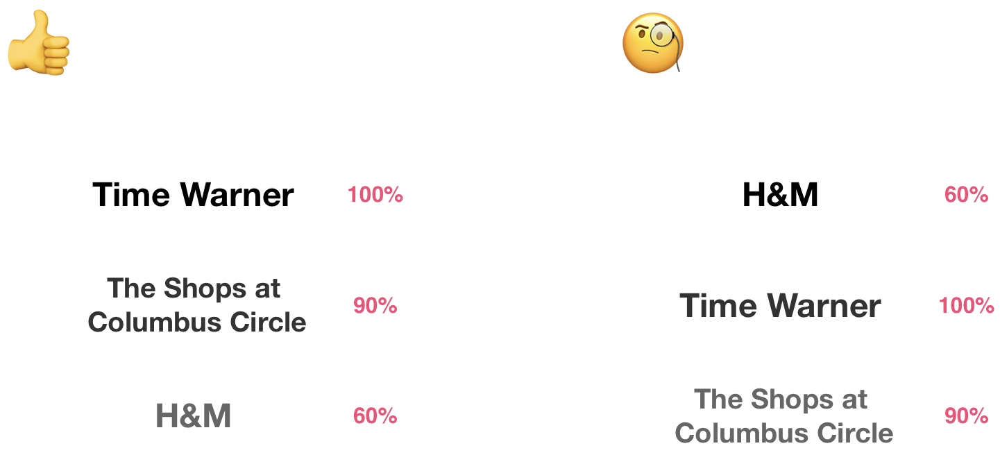 Time Warner 100%
The Shops at
Columbus Circle 90%
H&M 60%
H&M 60%
Time Warner 100%
The Shops at
Columbus Circle 90%